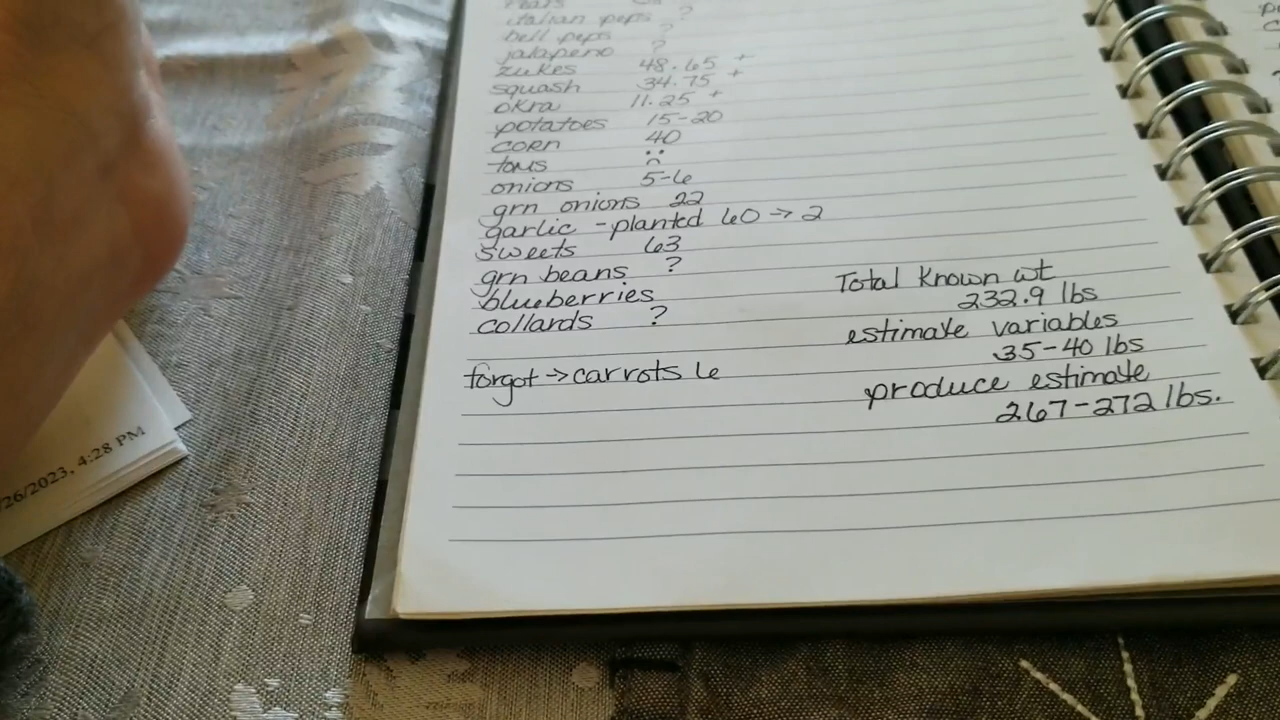 italian peps ?
bell peps ?
jalapeno ?
zukes 48.65 +
squash 34.75 +
okra 11.25 +
potatoes 15-20
corn 40
toms
onions 5-6
grn onions 22
garlic - planted 60 → 2
sweets 63
grn beans ?
blueberries
collards ?
forgot → carrots 6
Total Known wt
232.9 lbs
estimate variables
35-40 lbs
produce estimate
267-272 lbs.
/26/2023, 4:28 PM